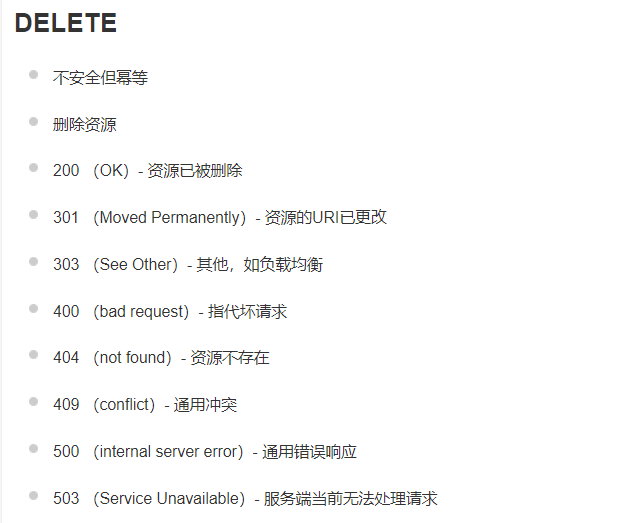 DELETE
不安全但幂等
删除资源
200 （OK）- 资源已被删除
301 （Moved Permanently）- 资源的URI已更改
303 （See Other）- 其他，如负载均衡
400 （bad request）- 指代坏请求
404 （not found）- 资源不存在
409 （conflict）- 通用冲突
500 （internal server error）- 通用错误响应
503 （Service Unavailable）- 服务端当前无法处理请求